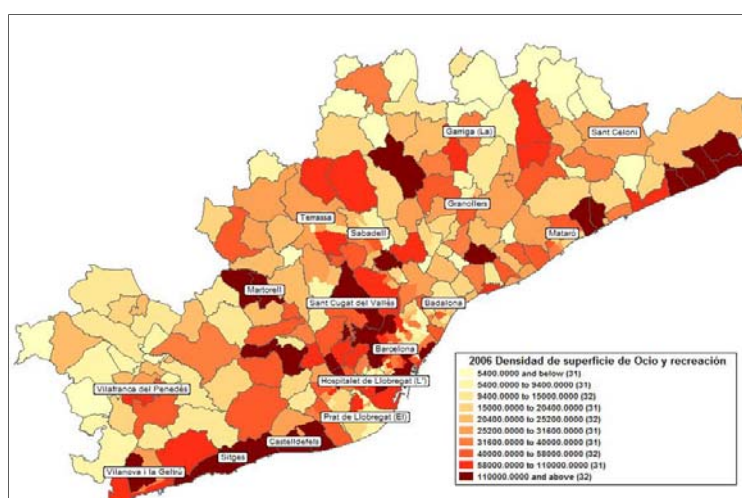 Garriga (La)
Sant Celoni
Granollers
Terrassa
Sabadell
Mataró
Martorell
Sant Cugat del Vallès
Badalona
Barcelona
Vilafranca del Penedès
Hospitalet de Llobregat (L')
Prat de Llobregat (El)
Castelldefels
Sitges
Vilanova i la Geltrú
2006 Densidad de superficie de Ocio y recreación
5400.0000 and below (31)
5400.0000 to 9400.0000 (31)
9400.0000 to 15000.0000 (32)
15000.0000 to 20400.0000 (31)
20400.0000 to 25200.0000 (32)
25200.0000 to 31600.0000 (31)
31600.0000 to 40000.0000 (31)
40000.0000 to 58000.0000 (32)
58000.0000 to 110000.0000 (31)
110000.0000 and above (32)